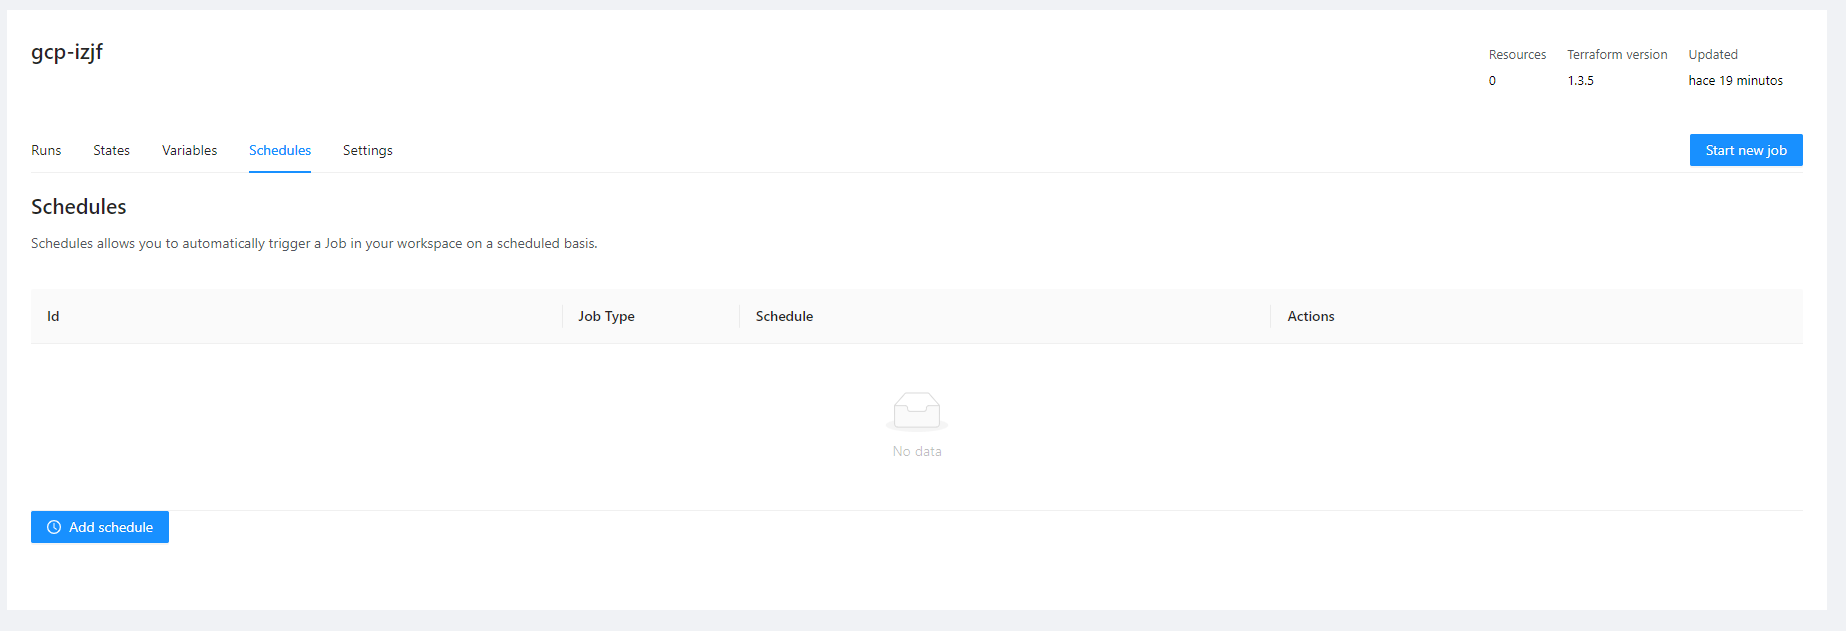 gcp-izjf
Resources Terraform version Updated
0 1.3.5 hace 19 minutos
Runs States Variables Schedules Settings Start new job
Schedules
Schedules allows you to automatically trigger a Job in your workspace on a scheduled basis.
Id Job Type Schedule Actions
No data
Add schedule